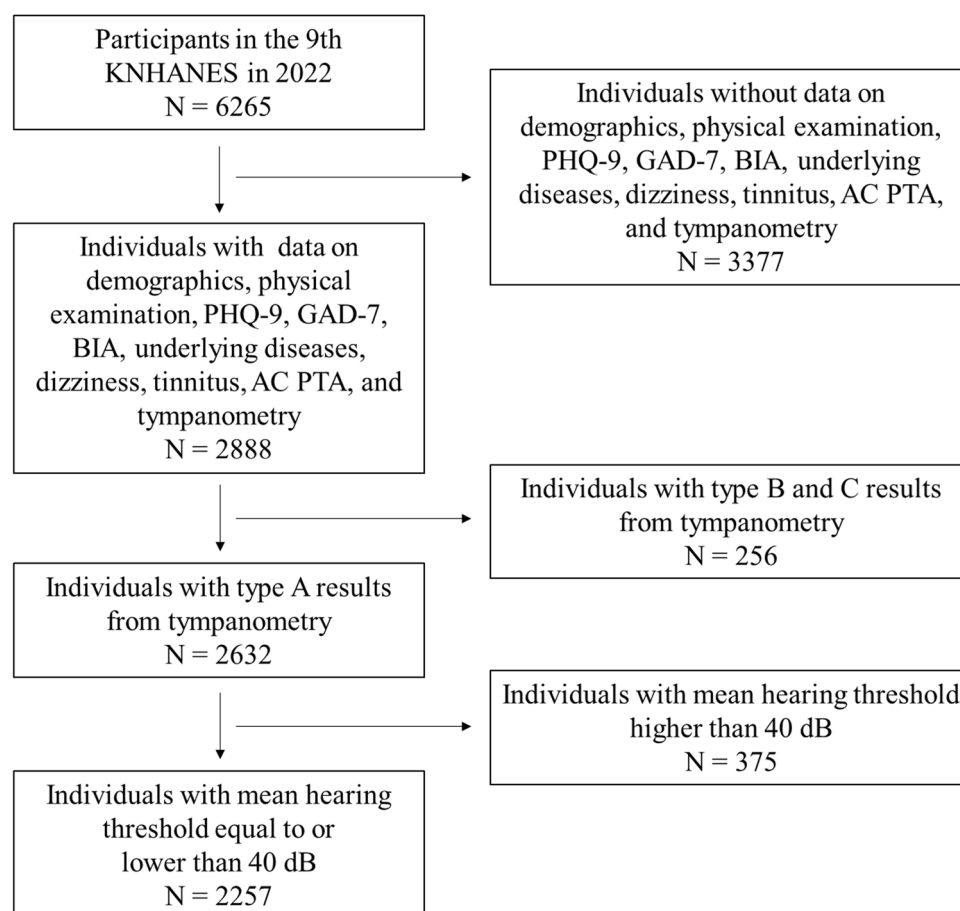 Participants in the 9th
KNHANES in 2022
N = 6265
Individuals without data on
demographics, physical examination,
PHQ-9, GAD-7, BIA, underlying
diseases, dizziness, tinnitus, AC PTA,
and tympanometry
N = 3377
Individuals with data on
demographics, physical
examination, PHQ-9, GAD-7,
BIA, underlying diseases,
dizziness, tinnitus, AC PTA, and
tympanometry
N = 2888
Individuals with type B and C results
from tympanometry
N = 256
Individuals with type A results
from tympanometry
N = 2632
Individuals with mean hearing threshold
higher than 40 dB
N = 375
Individuals with mean hearing
threshold equal to or
lower than 40 dB
N = 2257